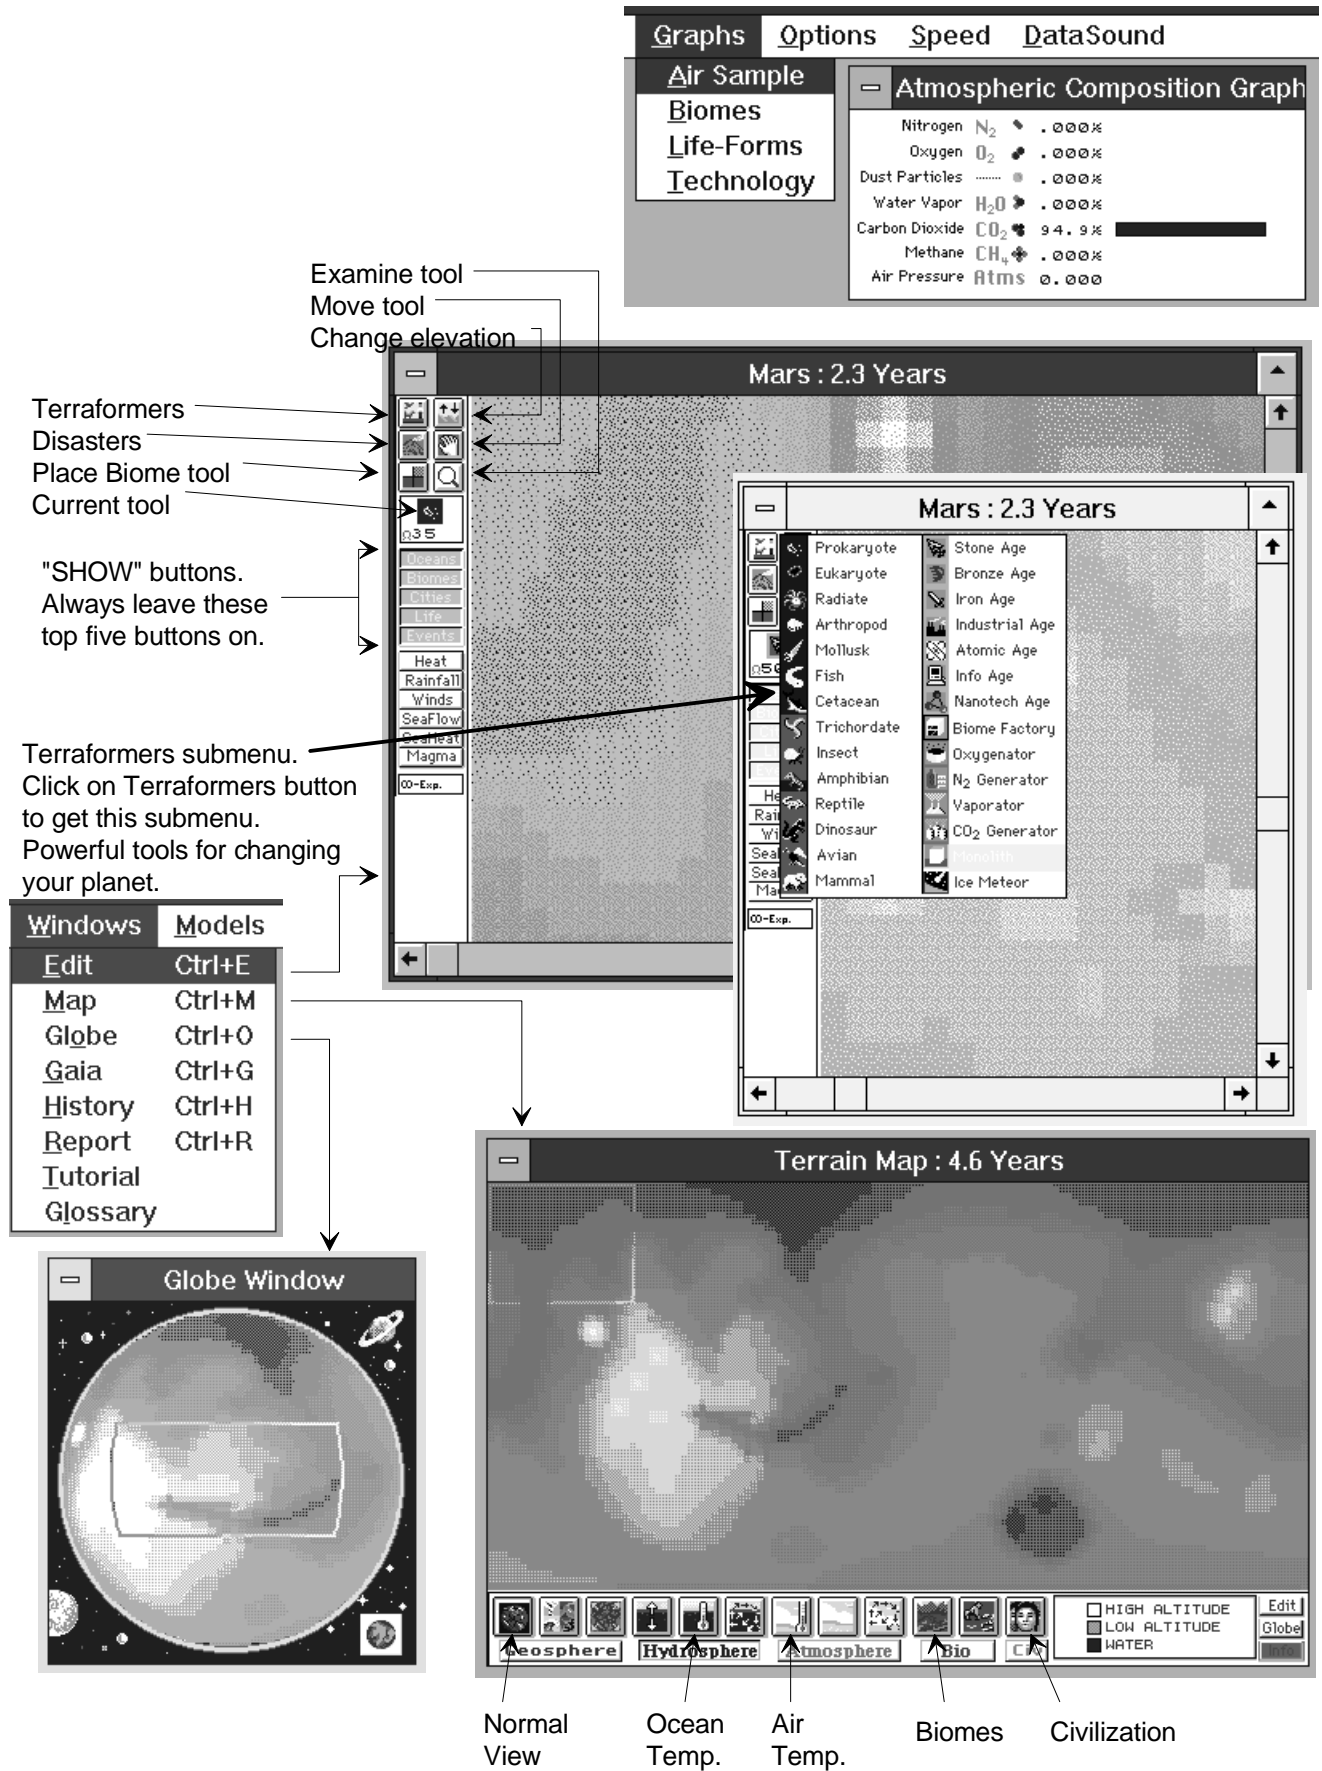 Graphs Options Speed DataSound
Air Sample
Biomes
Life-Forms
Technology
Atmospheric Composition Graph
Nitrogen N2 .000%
Oxygen O2 .000%
Dust Particles ........ .000%
Water Vapor H2O .000%
Carbon Dioxide CO2 94.9%
Methane CH4 .000%
Air Pressure Atms 0.000
Examine tool
Move tool
Change elevation
Terraformers
Disasters
Place Biome tool
Current tool
"SHOW" buttons.
Always leave these
top five buttons on.
Terraformers submenu.
Click on Terraformers button
to get this submenu.
Powerful tools for changing
your planet.
Mars : 2.3 Years
Ω35
Oceans
Biomes
Cities
Life
Events
Heat
Rainfall
Winds
SeaFlow
SeaHeat
Magma
CO-Exp.
Mars : 2.3 Years
Prokaryote Stone Age
Eukaryote Bronze Age
Radiate Iron Age
Arthropod Industrial Age
Mollusk Atomic Age
Fish Info Age
Cetacean Nanotech Age
Trichordate Biome Factory
Insect Oxygenator
Amphibian N2 Generator
Reptile Vaporator
Dinosaur CO2 Generator
Avian Monolith
Mammal Ice Meteor
CO-Exp.
Windows Models
Edit Ctrl+E
Map Ctrl+M
Globe Ctrl+O
Gaia Ctrl+G
History Ctrl+H
Report Ctrl+R
Tutorial
Glossary
Globe Window
Terrain Map : 4.6 Years
Geosphere Hydrosphere Atmosphere Bio Civ
HIGH ALTITUDE
LOW ALTITUDE
WATER
Edit
Globe
Info
Normal
View
Ocean
Temp.
Air
Temp.
Biomes
Civilization